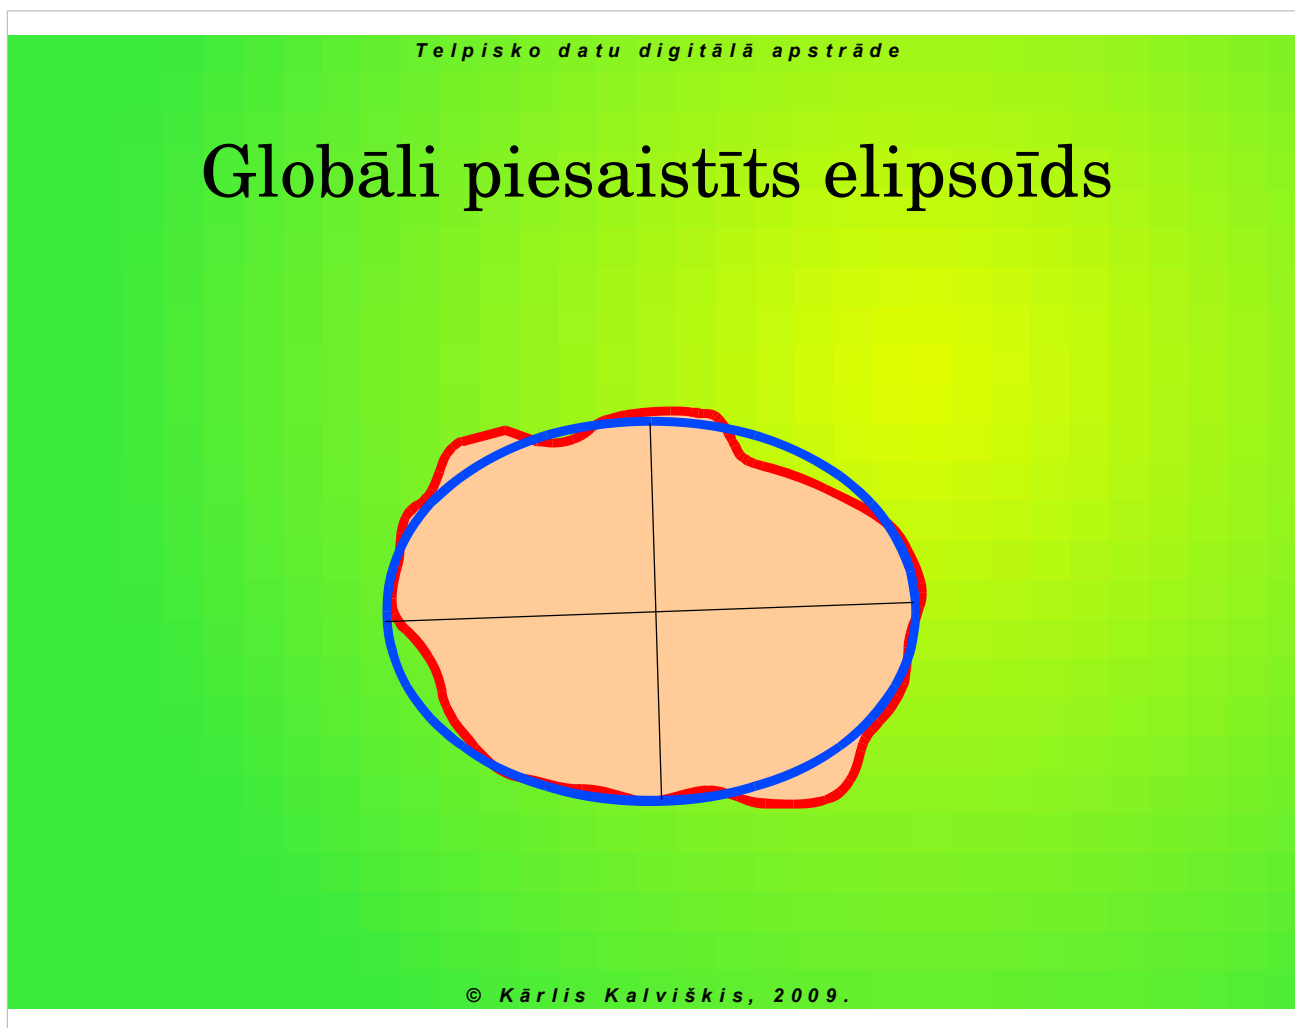 Telpisko datu digitālā apstrāde
Globāli piesaistīts elipsoīds
© Kārlis Kalviškis, 2009.